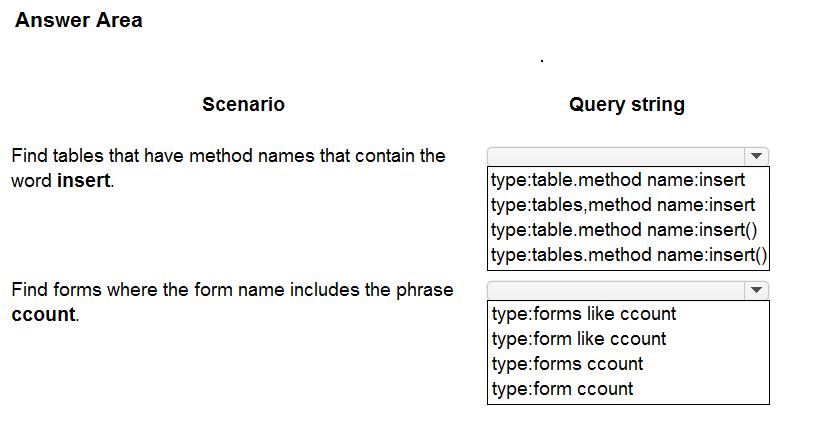 Answer Area
.
Scenario
Query string
Find tables that have method names that contain the
word insert.
type:table.method name:insert
type:tables,method name:insert
type:table.method name:insert()
type:tables.method name:insert()
Find forms where the form name includes the phrase
ccount.
type:forms like ccount
type:form like ccount
type:forms ccount
type:form ccount